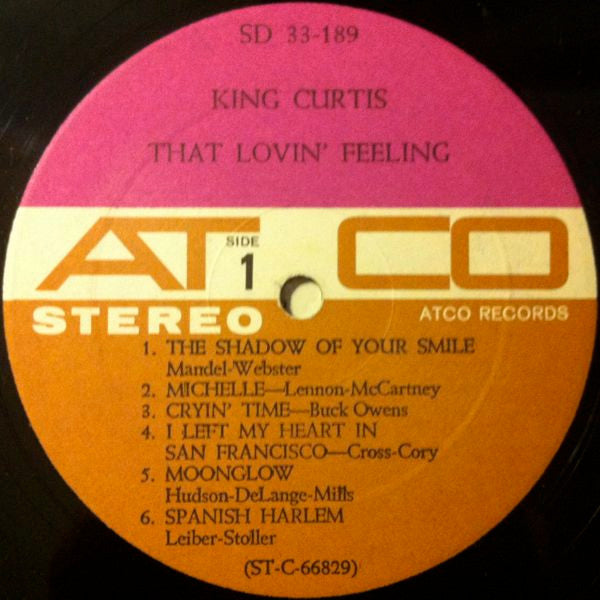 SD 33-189
KING CURTIS
THAT LOVIN' FEELING
ATCO
SIDE
1
STEREO
ATCO RECORDS
1. THE SHADOW OF YOUR SMILE
Mandel-Webster
2. MICHELLE—Lennon-McCartney
3. CRYIN' TIME—Buck Owens
4. I LEFT MY HEART IN
SAN FRANCISCO—Cross-Cory
5. MOONGLOW
Hudson-DeLange-Mills
6. SPANISH HARLEM
Leiber-Stoller
(ST-C-66829)